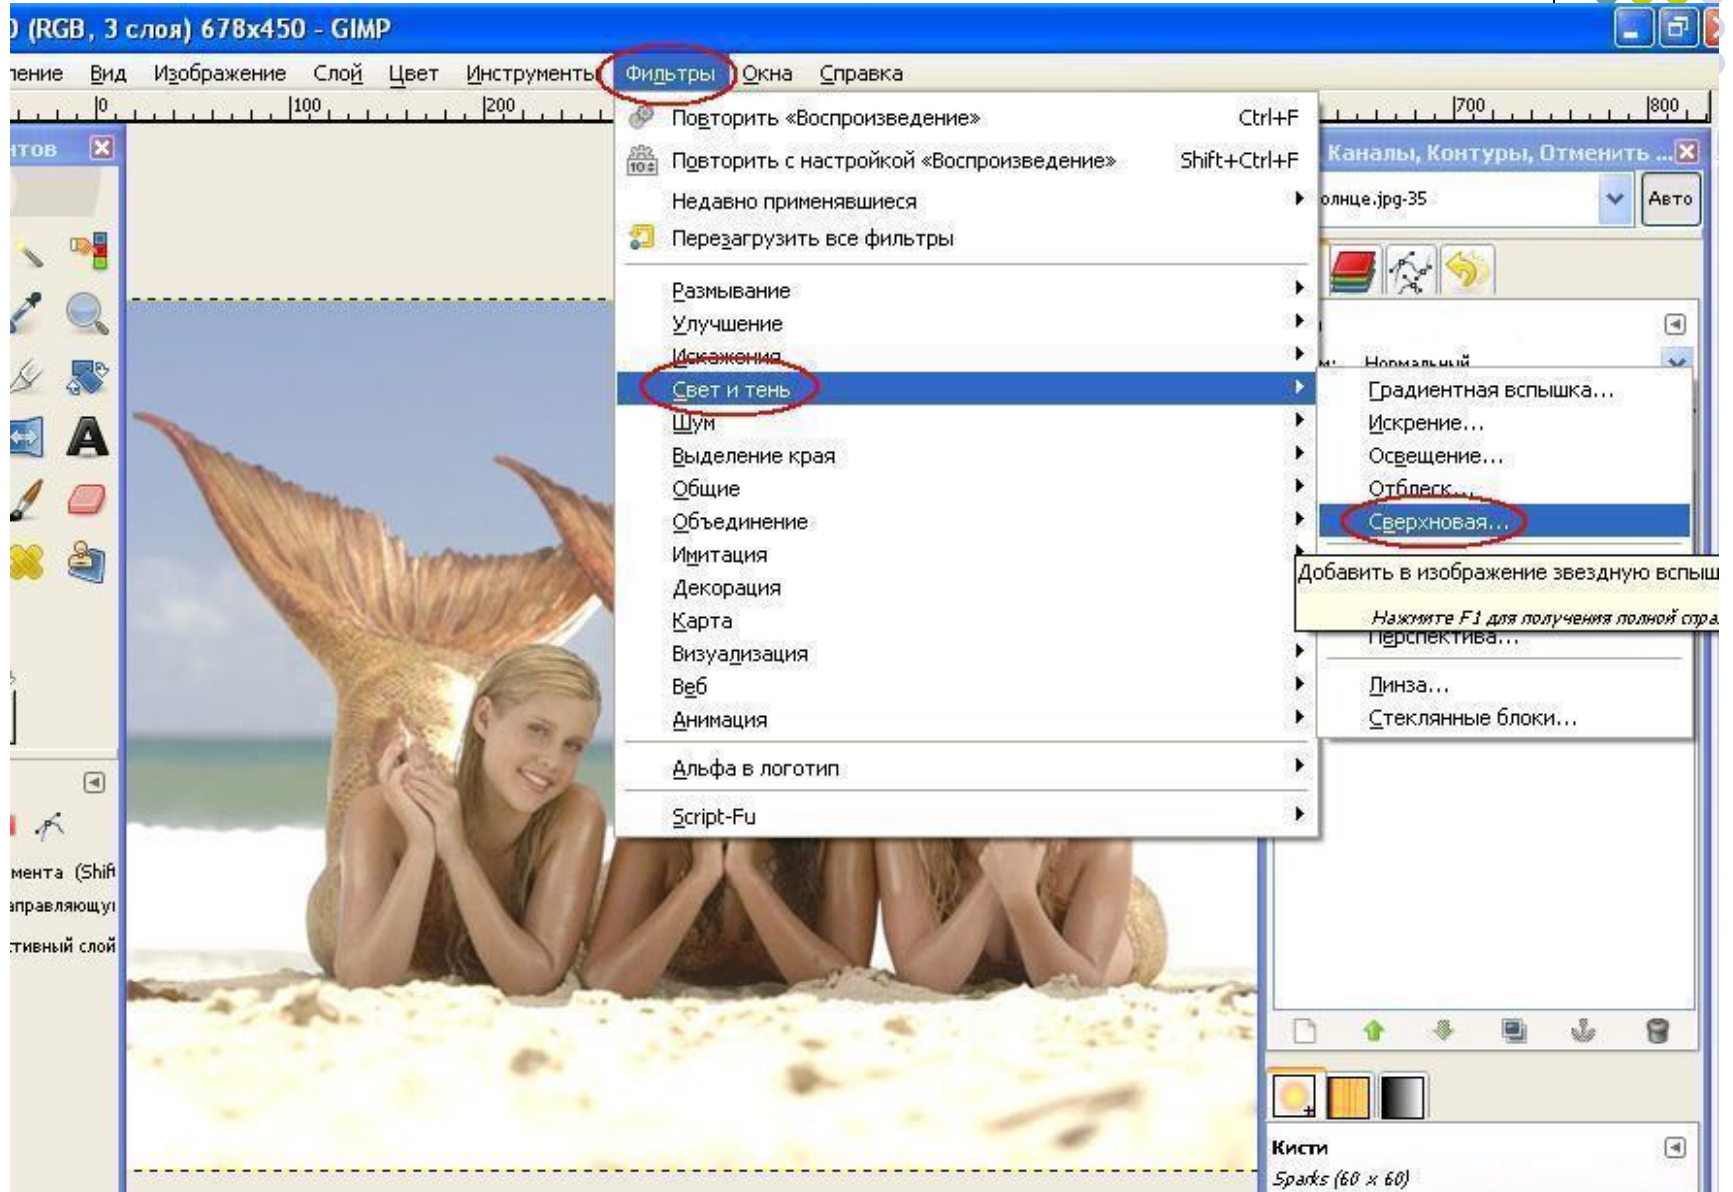 0 (RGB, 3 слоя) 678x450 - GIMP
ление Вид Изображение Слой Цвет Инструменты Фильтры Окна Справка
0 100 200 700 800
нтов
Повторить «Воспроизведение» Ctrl+F
Повторить с настройкой «Воспроизведение» Shift+Ctrl+F
Недавно применявшиеся
Перезагрузить все фильтры
Размывание
Улучшение
Искажения
Свет и тень
Шум
Выделение края
Общие
Объединение
Имитация
Декорация
Карта
Визуализация
Веб
Анимация
Альфа в логотип
Script-Fu
Каналы, Контуры, Отменить ...
олнце.jpg-35 Авто
м: Нормальный
Градиентная вспышка...
Искрение...
Освещение...
Отблеск...
Сверхновая...
Добавить в изображение звездную вспыш
Нажмите F1 для получения полной спра
Перспектива...
Линза...
Стеклянные блоки...
мента (Shift
аправляющу
тивный слой
Кисти
Sparks (60 x 60)